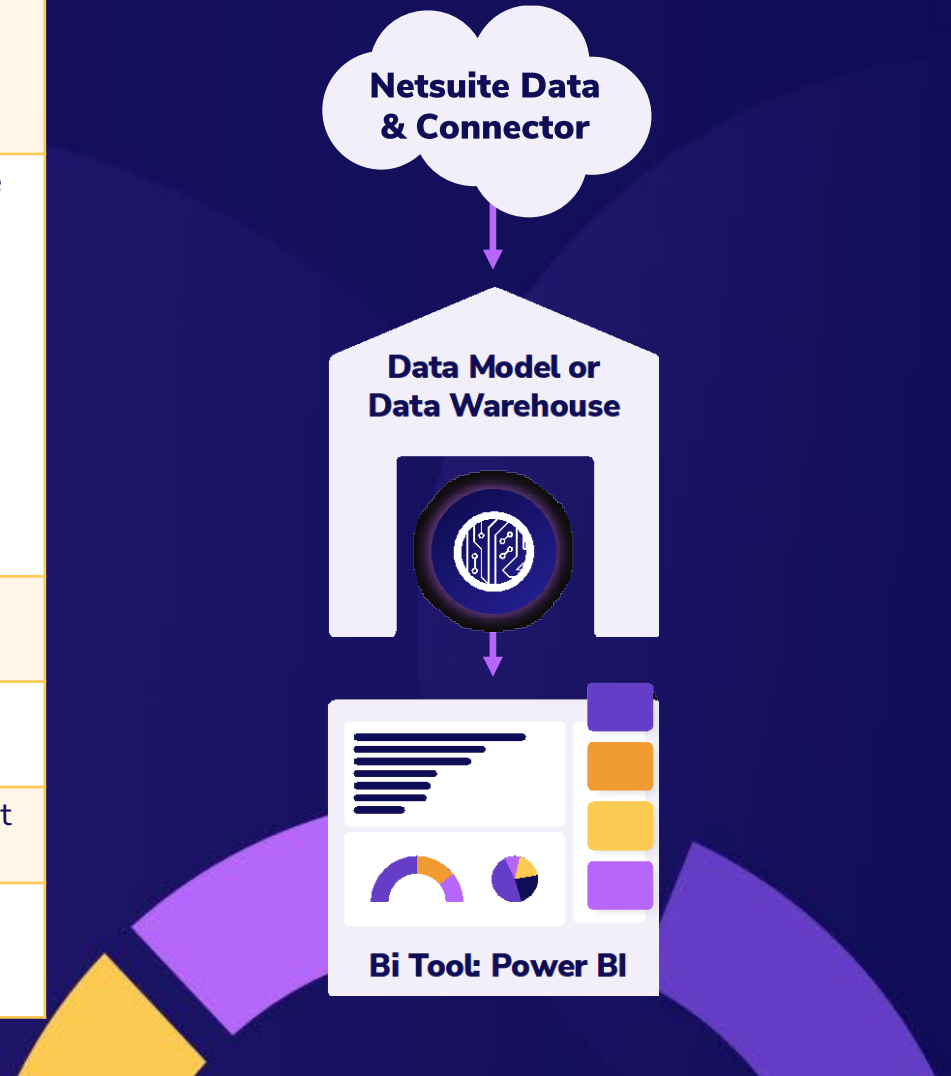 Netsuite Data
& Connector
Data Model or
Data Warehouse
Bi Tool: Power BI